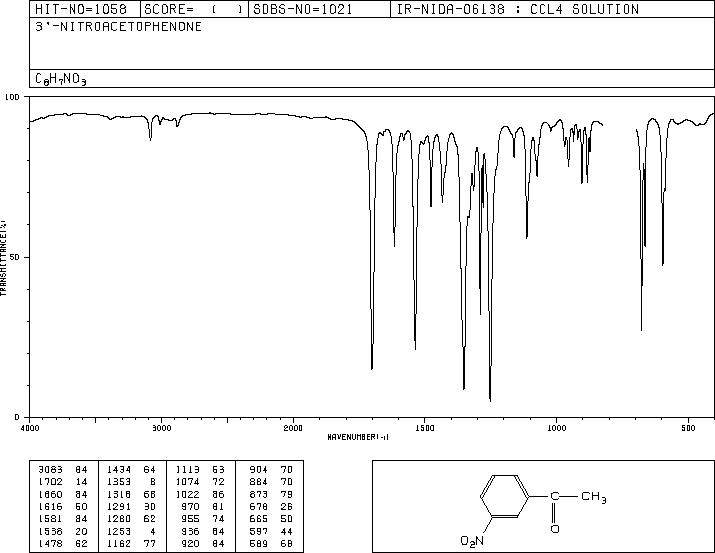 HIT-NO=1058 SCORE= ( ) SDBS-NO=1021 IR-NIDA-06138 : CCL4 SOLUTION
3'-NITROACETOPHENONE
C8H7NO3
100
50
0
TRANSMITTANCE(%)
4000 3000 2000 1500 1000 500
WAVENUMBER(-1)
3083 84 1434 64 1113 53 904 70
1702 14 1353 8 1074 72 884 70
1660 84 1318 68 1022 86 873 79
1616 50 1291 30 970 81 678 26
1581 84 1280 62 955 74 665 50
1536 20 1253 4 936 84 597 44
1478 62 1162 77 920 84 589 68
C CH3
O
O2N